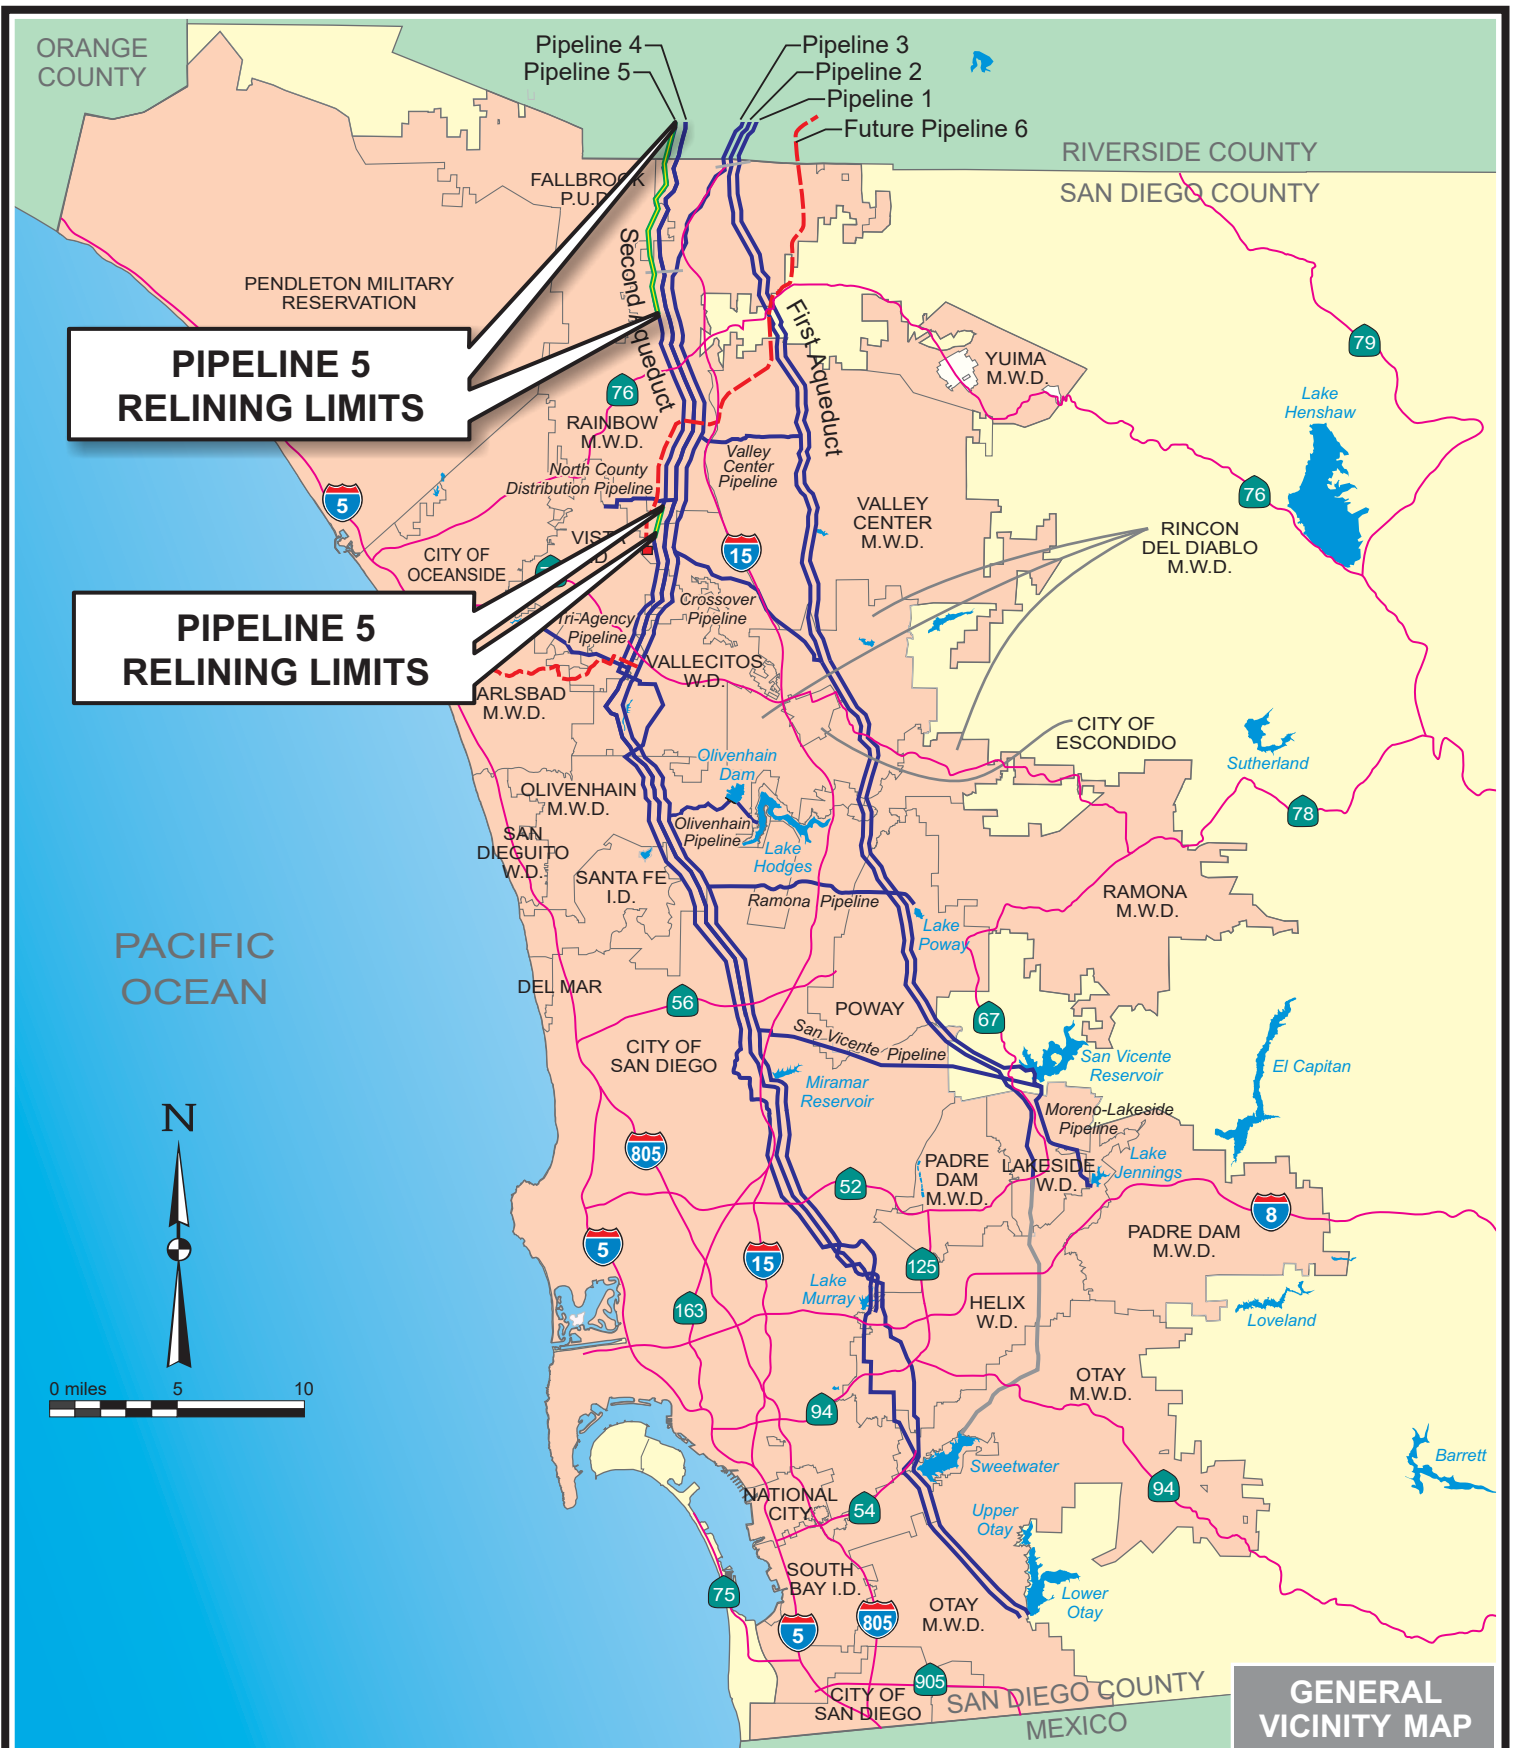 ORANGE
COUNTY
Pipeline 4
Pipeline 5
Pipeline 3
Pipeline 2
Pipeline 1
Future Pipeline 6
RIVERSIDE COUNTY
SAN DIEGO COUNTY
FALLBROOK
P.U.D.
Second Aqueduct
First Aqueduct
PENDLETON MILITARY
RESERVATION
PIPELINE 5
RELINING LIMITS
76
RAINBOW
M.W.D.
YUIMA
M.W.D.
79
Lake
Henshaw
Valley
Center
Pipeline
North County
Distribution Pipeline
5
VALLEY
CENTER
M.W.D.
76
RINCON
DEL DIABLO
M.W.D.
VISTA
CITY OF
OCEANSIDE
15
PIPELINE 5
RELINING LIMITS
Crossover
Pipeline
Tri-Agency
Pipeline
VALLECITOS
W.D.
ARLSBAD
M.W.D.
CITY OF
ESCONDIDO
Sutherland
Olivenhain
Dam
OLIVENHAIN
M.W.D.
78
Olivenhain
Pipeline
Lake
Hodges
SAN
DIEGUITO
W.D.
SANTA FE
I.D.
Ramona Pipeline
RAMONA
M.W.D.
Lake
Poway
PACIFIC
OCEAN
DEL MAR
56
POWAY
67
CITY OF
SAN DIEGO
San Vicente Pipeline
San Vicente
Reservoir
El Capitan
Miramar
Reservoir
Moreno-Lakeside
Pipeline
N
805
PADRE
DAM
M.W.D.
LAKESIDE
W.D.
Lake
Jennings
52
8
PADRE DAM
M.W.D.
5
15
125
Lake
Murray
163
HELIX
W.D.
Loveland
0 miles 5 10
OTAY
M.W.D.
94
Barrett
Sweetwater
94
NATIONAL
CITY
54
Upper
Otay
SOUTH
BAY I.D.
75
Lower
Otay
OTAY
M.W.D.
5
805
905
CITY OF
SAN DIEGO
SAN DIEGO COUNTY
MEXICO
GENERAL
VICINITY MAP